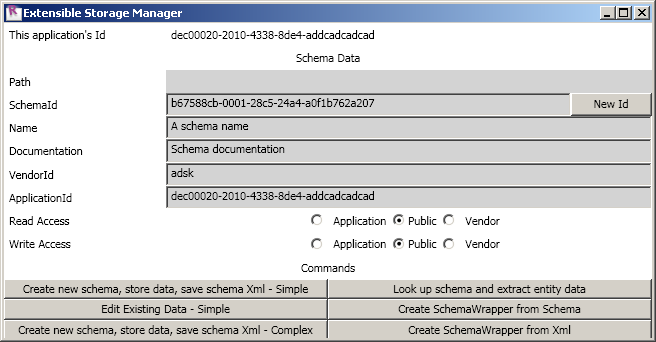 Extensible Storage Manager
This application's Id dec00020-2010-4338-8de4-addcadcadcad
Schema Data
Path
SchemaId b67588cb-0001-28c5-24a4-a0f1b762a207 New Id
Name A schema name
Documentation Schema documentation
VendorId adsk
ApplicationId dec00020-2010-4338-8de4-addcadcadcad
Read Access Application Public Vendor
Write Access Application Public Vendor
Commands
Create new schema, store data, save schema Xml - Simple Look up schema and extract entity data
Edit Existing Data - Simple Create SchemaWrapper from Schema
Create new schema, store data, save schema Xml - Complex Create SchemaWrapper from Xml